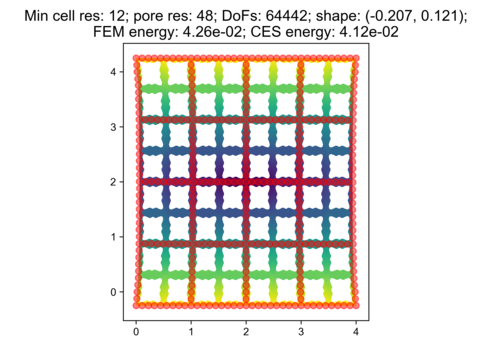 Min cell res: 12; pore res: 48; DoFs: 64442; shape: (-0.207, 0.121);
FEM energy: 4.26e-02; CES energy: 4.12e-02
4
3
2
1
0
0 1 2 3 4